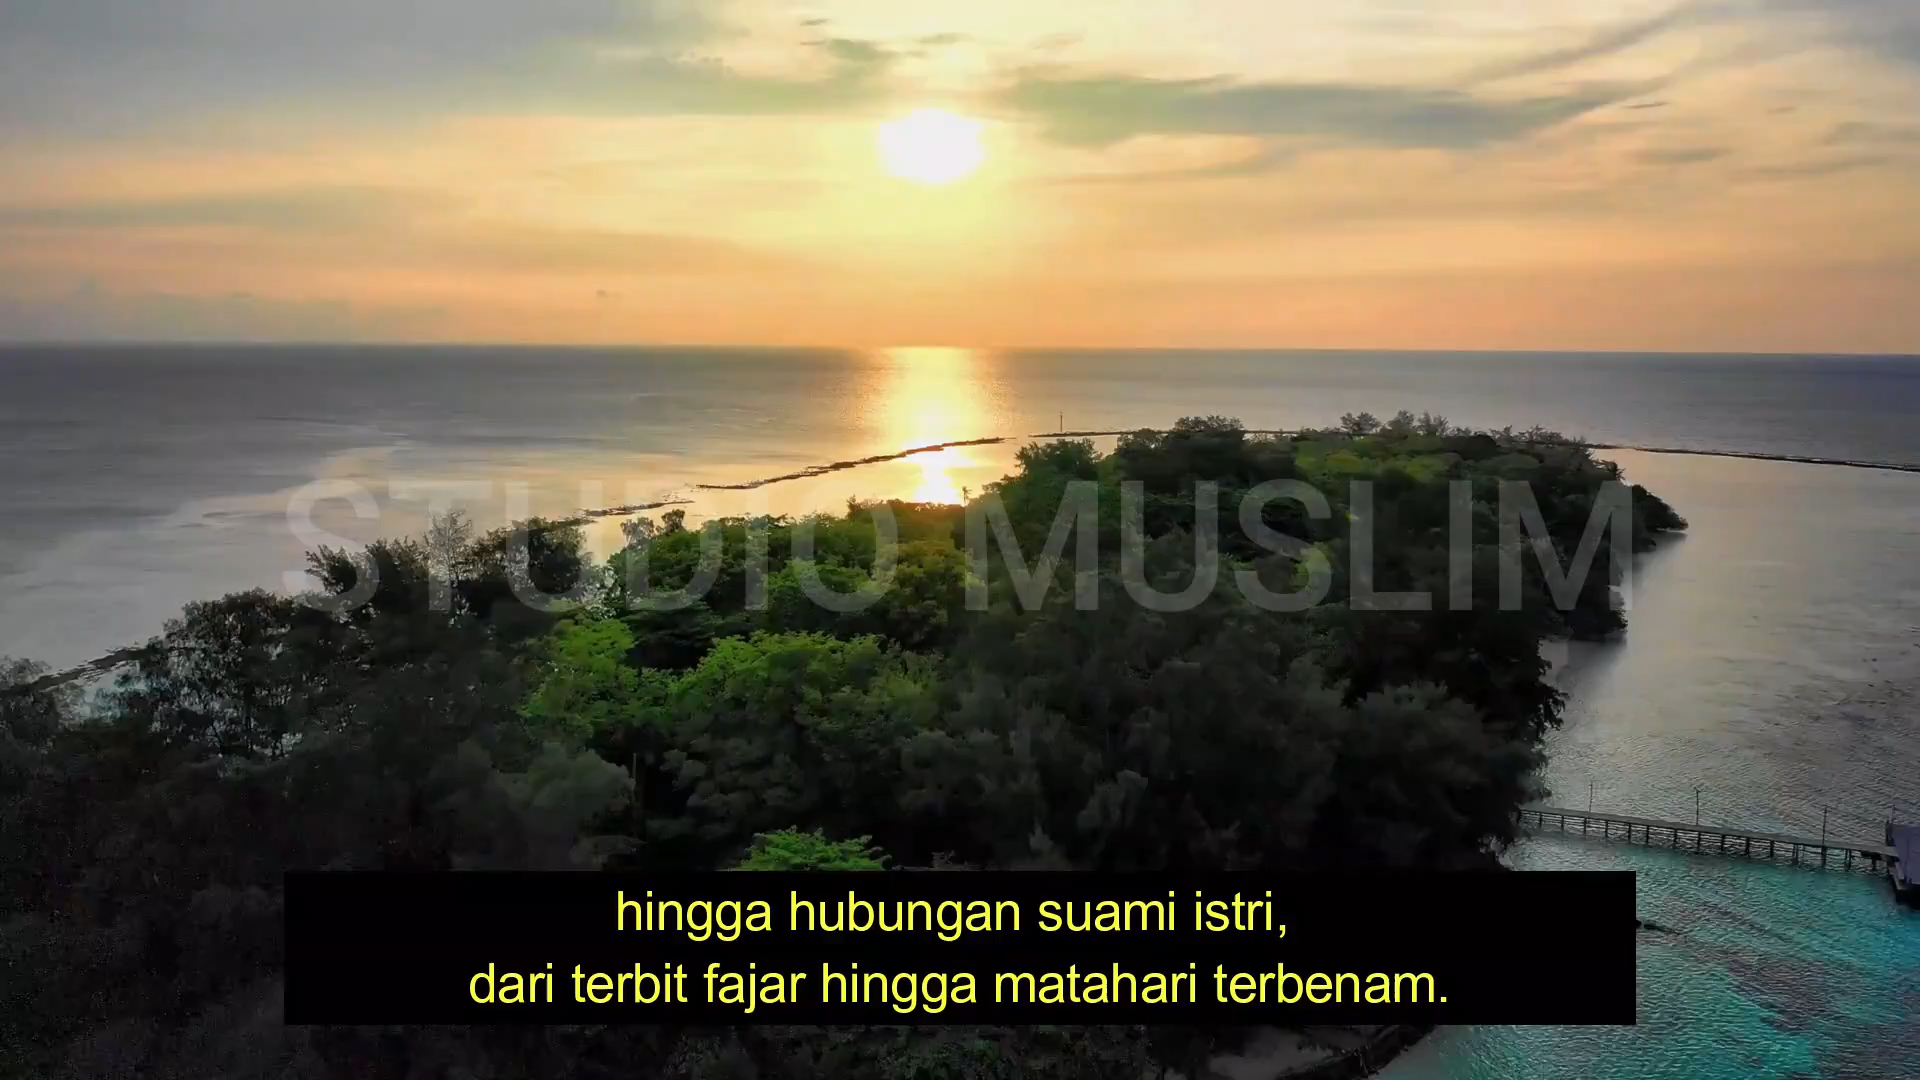 STUDIO MUSLIM
hingga hubungan suami istri,
dari terbit fajar hingga matahari terbenam.